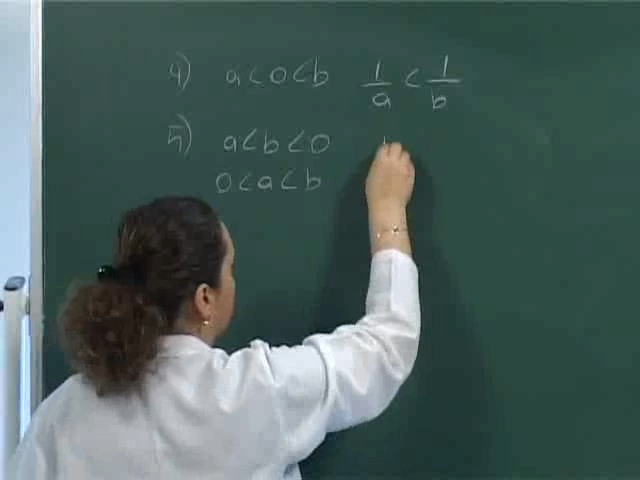 4) a < 0 < b 1/a < 1/b
5) a < b < 0
0 < a < b